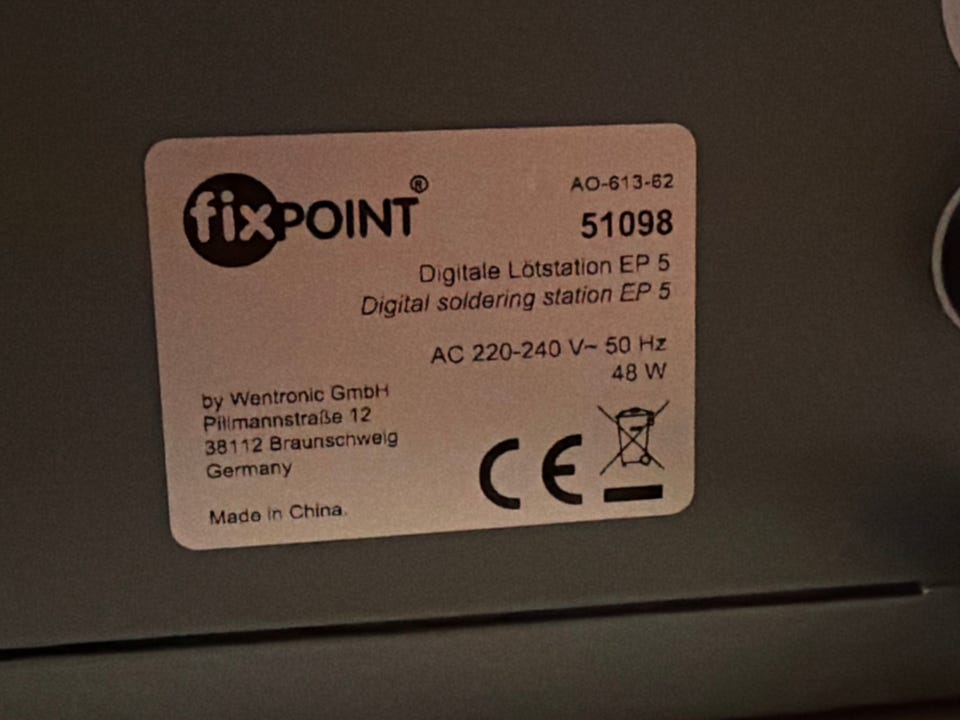 fixPOINT®
AO-613-62
51098
Digitale Lötstation EP 5
Digital soldering station EP 5
AC 220-240 V~ 50 Hz
48 W
by Wentronic GmbH
Pillmannstraße 12
38112 Braunschweig
Germany
Made in China.
CE